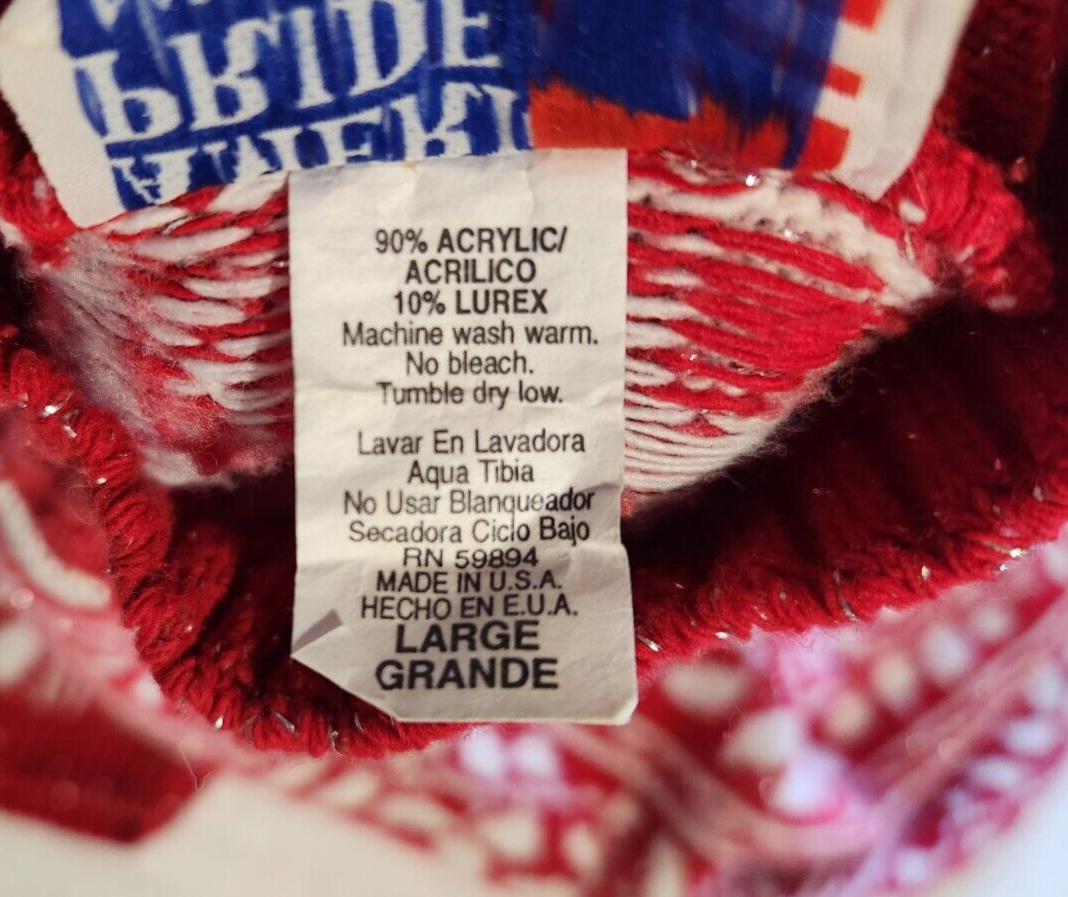 PRIDE
AMERI
90% ACRYLIC/
ACRILICO
10% LUREX
Machine wash warm.
No bleach.
Tumble dry low.
Lavar En Lavadora
Aqua Tibia
No Usar Blanqueador
Secadora Ciclo Bajo
RN 59894
MADE IN U.S.A.
HECHO EN E.U.A.
LARGE
GRANDE